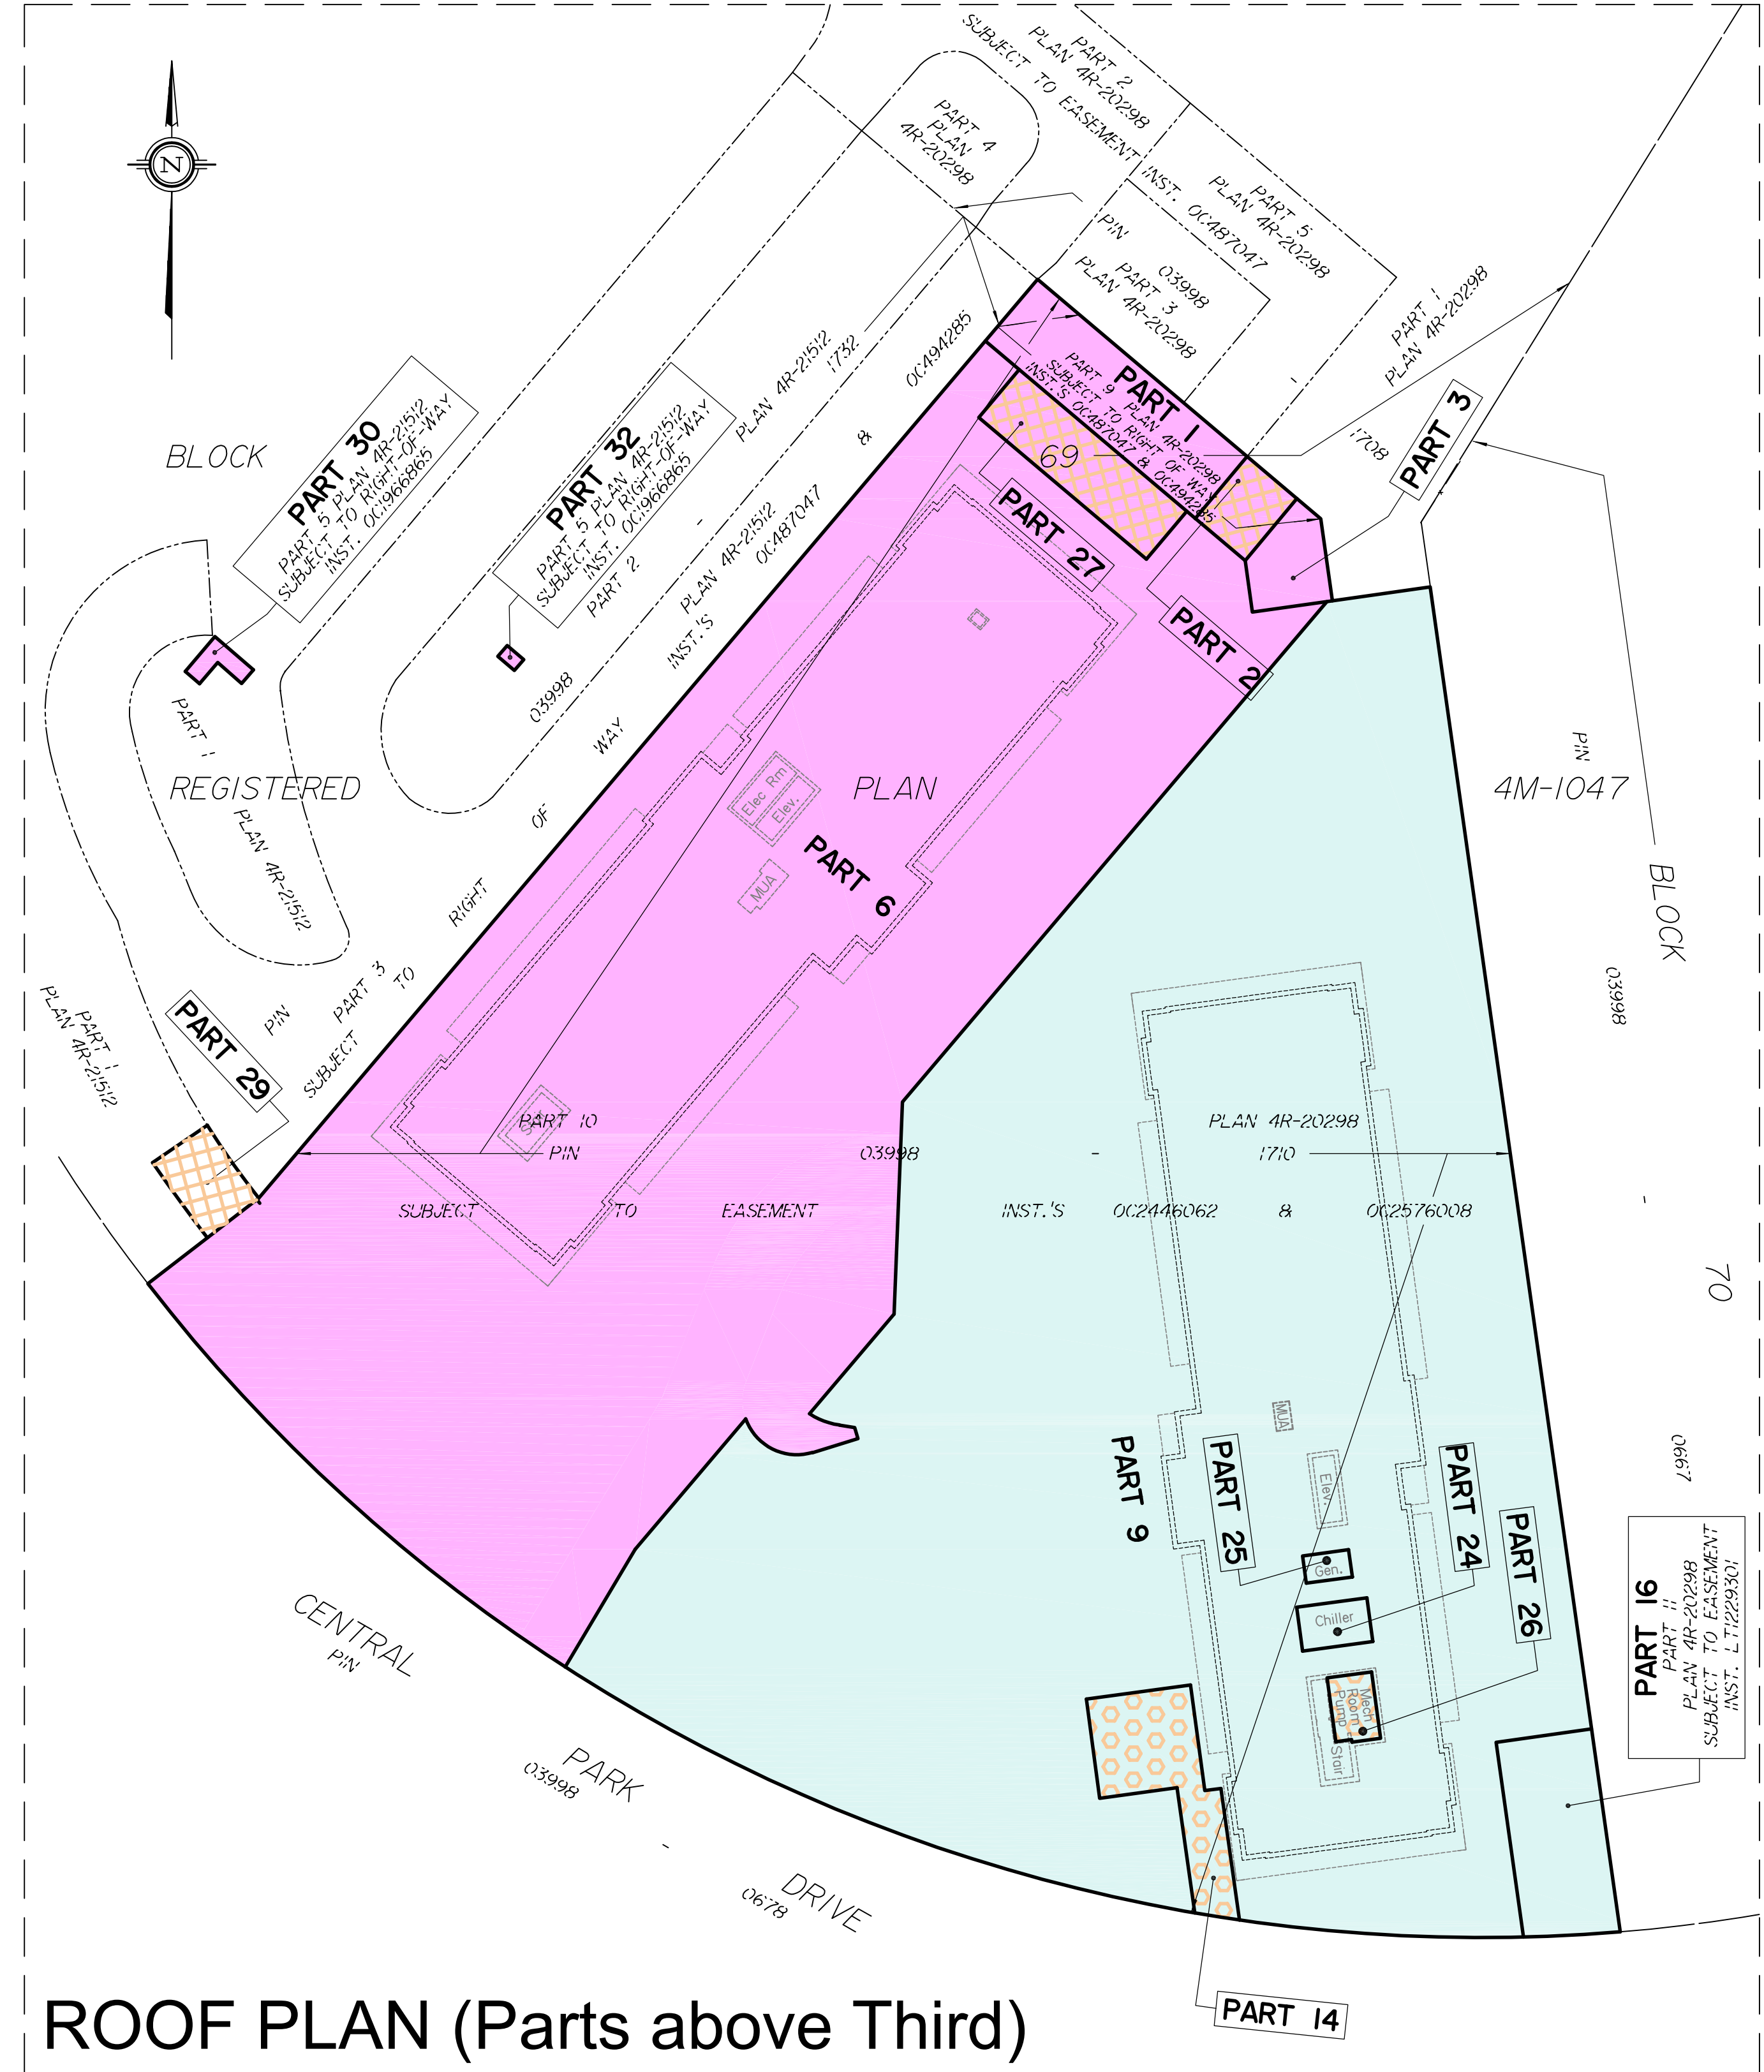 SUBJECT TO EASEMENT INST. OC487047
PART 2
PLAN 4R-20298
PART 4
PLAN
4R-20298
PART 5
PLAN 4R-20298
PIN
03998
-
1708
PART 3
PLAN 4R-20298
PART 1
PLAN 4R-20298
N
BLOCK
69
REGISTERED
PLAN
4M-1047
PART 30
PART 5 PLAN 4R-21512
SUBJECT TO RIGHT-OF-WAY
INST. OC1966865
PART 32
PART 5 PLAN 4R-21512
SUBJECT TO RIGHT-OF-WAY
INST. OC1966865
PART 2
PLAN 4R-21512
03998
-
1732
PART 3
PLAN 4R-21512
SUBJECT TO RIGHT OF WAY INST.'S OC487047 & OC494285
PIN
PART 1
PLAN 4R-21512
PART 1
PLAN 4R-21512
PART 1
PART 9 PLAN 4R-20298
SUBJECT TO RIGHT OF WAY
INST.'S OC487047 & OC494285
PART 3
PART 27
PART 2
PART 29
Elec Rm
Elev.
MUA
PART 6
PIN
03998
-
0667
BLOCK
70
PART 10
PLAN 4R-20298
PIN
03998
-
1710
SUBJECT TO EASEMENT INST.'S OC2446062 & OC2576008
MUA
Elev.
PART 9
PART 25
PART 24
PART 26
Gen.
Chiller
Mech
Room &
Pump
Stair
PART 16
PART 11
PLAN 4R-20298
SUBJECT TO EASEMENT
INST. LT1229301
CENTRAL PARK DRIVE
PIN
03998
-
0678
PART 14
ROOF PLAN (Parts above Third)